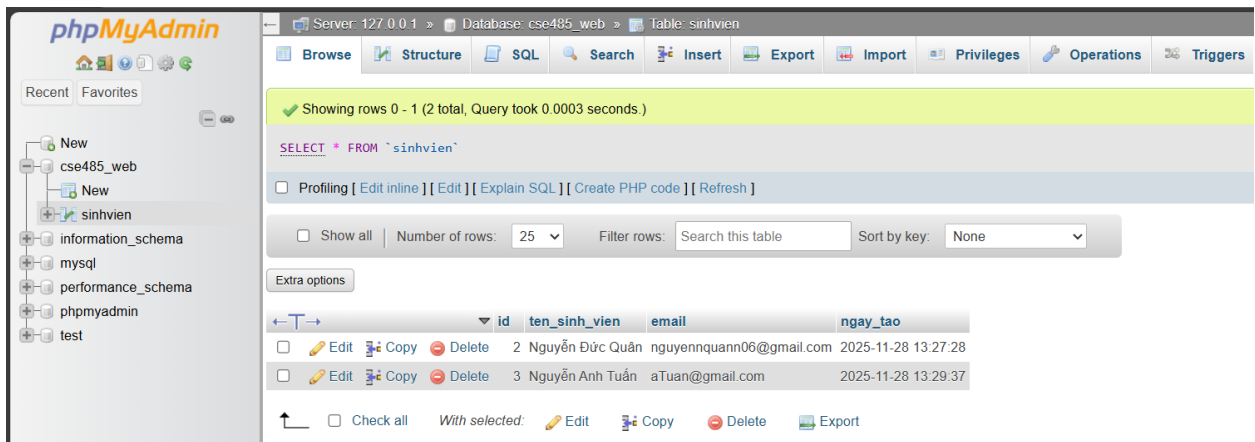 phpMyAdmin
Recent Favorites
New
cse485_web
New
sinhvien
information_schema
mysql
performance_schema
phpmyadmin
test
Server: 127.0.0.1 » Database: cse485_web » Table: sinhvien
Browse Structure SQL Search Insert Export Import Privileges Operations Triggers
Showing rows 0 - 1 (2 total, Query took 0.0003 seconds.)
SELECT * FROM `sinhvien`
Profiling [ Edit inline ] [ Edit ] [ Explain SQL ] [ Create PHP code ] [ Refresh ]
Show all | Number of rows: 25 Filter rows: Search this table Sort by key: None
Extra options
←T→ id ten_sinh_vien email ngay_tao
Edit Copy Delete 2 Nguyễn Đức Quân nguyennquann06@gmail.com 2025-11-28 13:27:28
Edit Copy Delete 3 Nguyễn Anh Tuấn aTuan@gmail.com 2025-11-28 13:29:37
Check all With selected: Edit Copy Delete Export